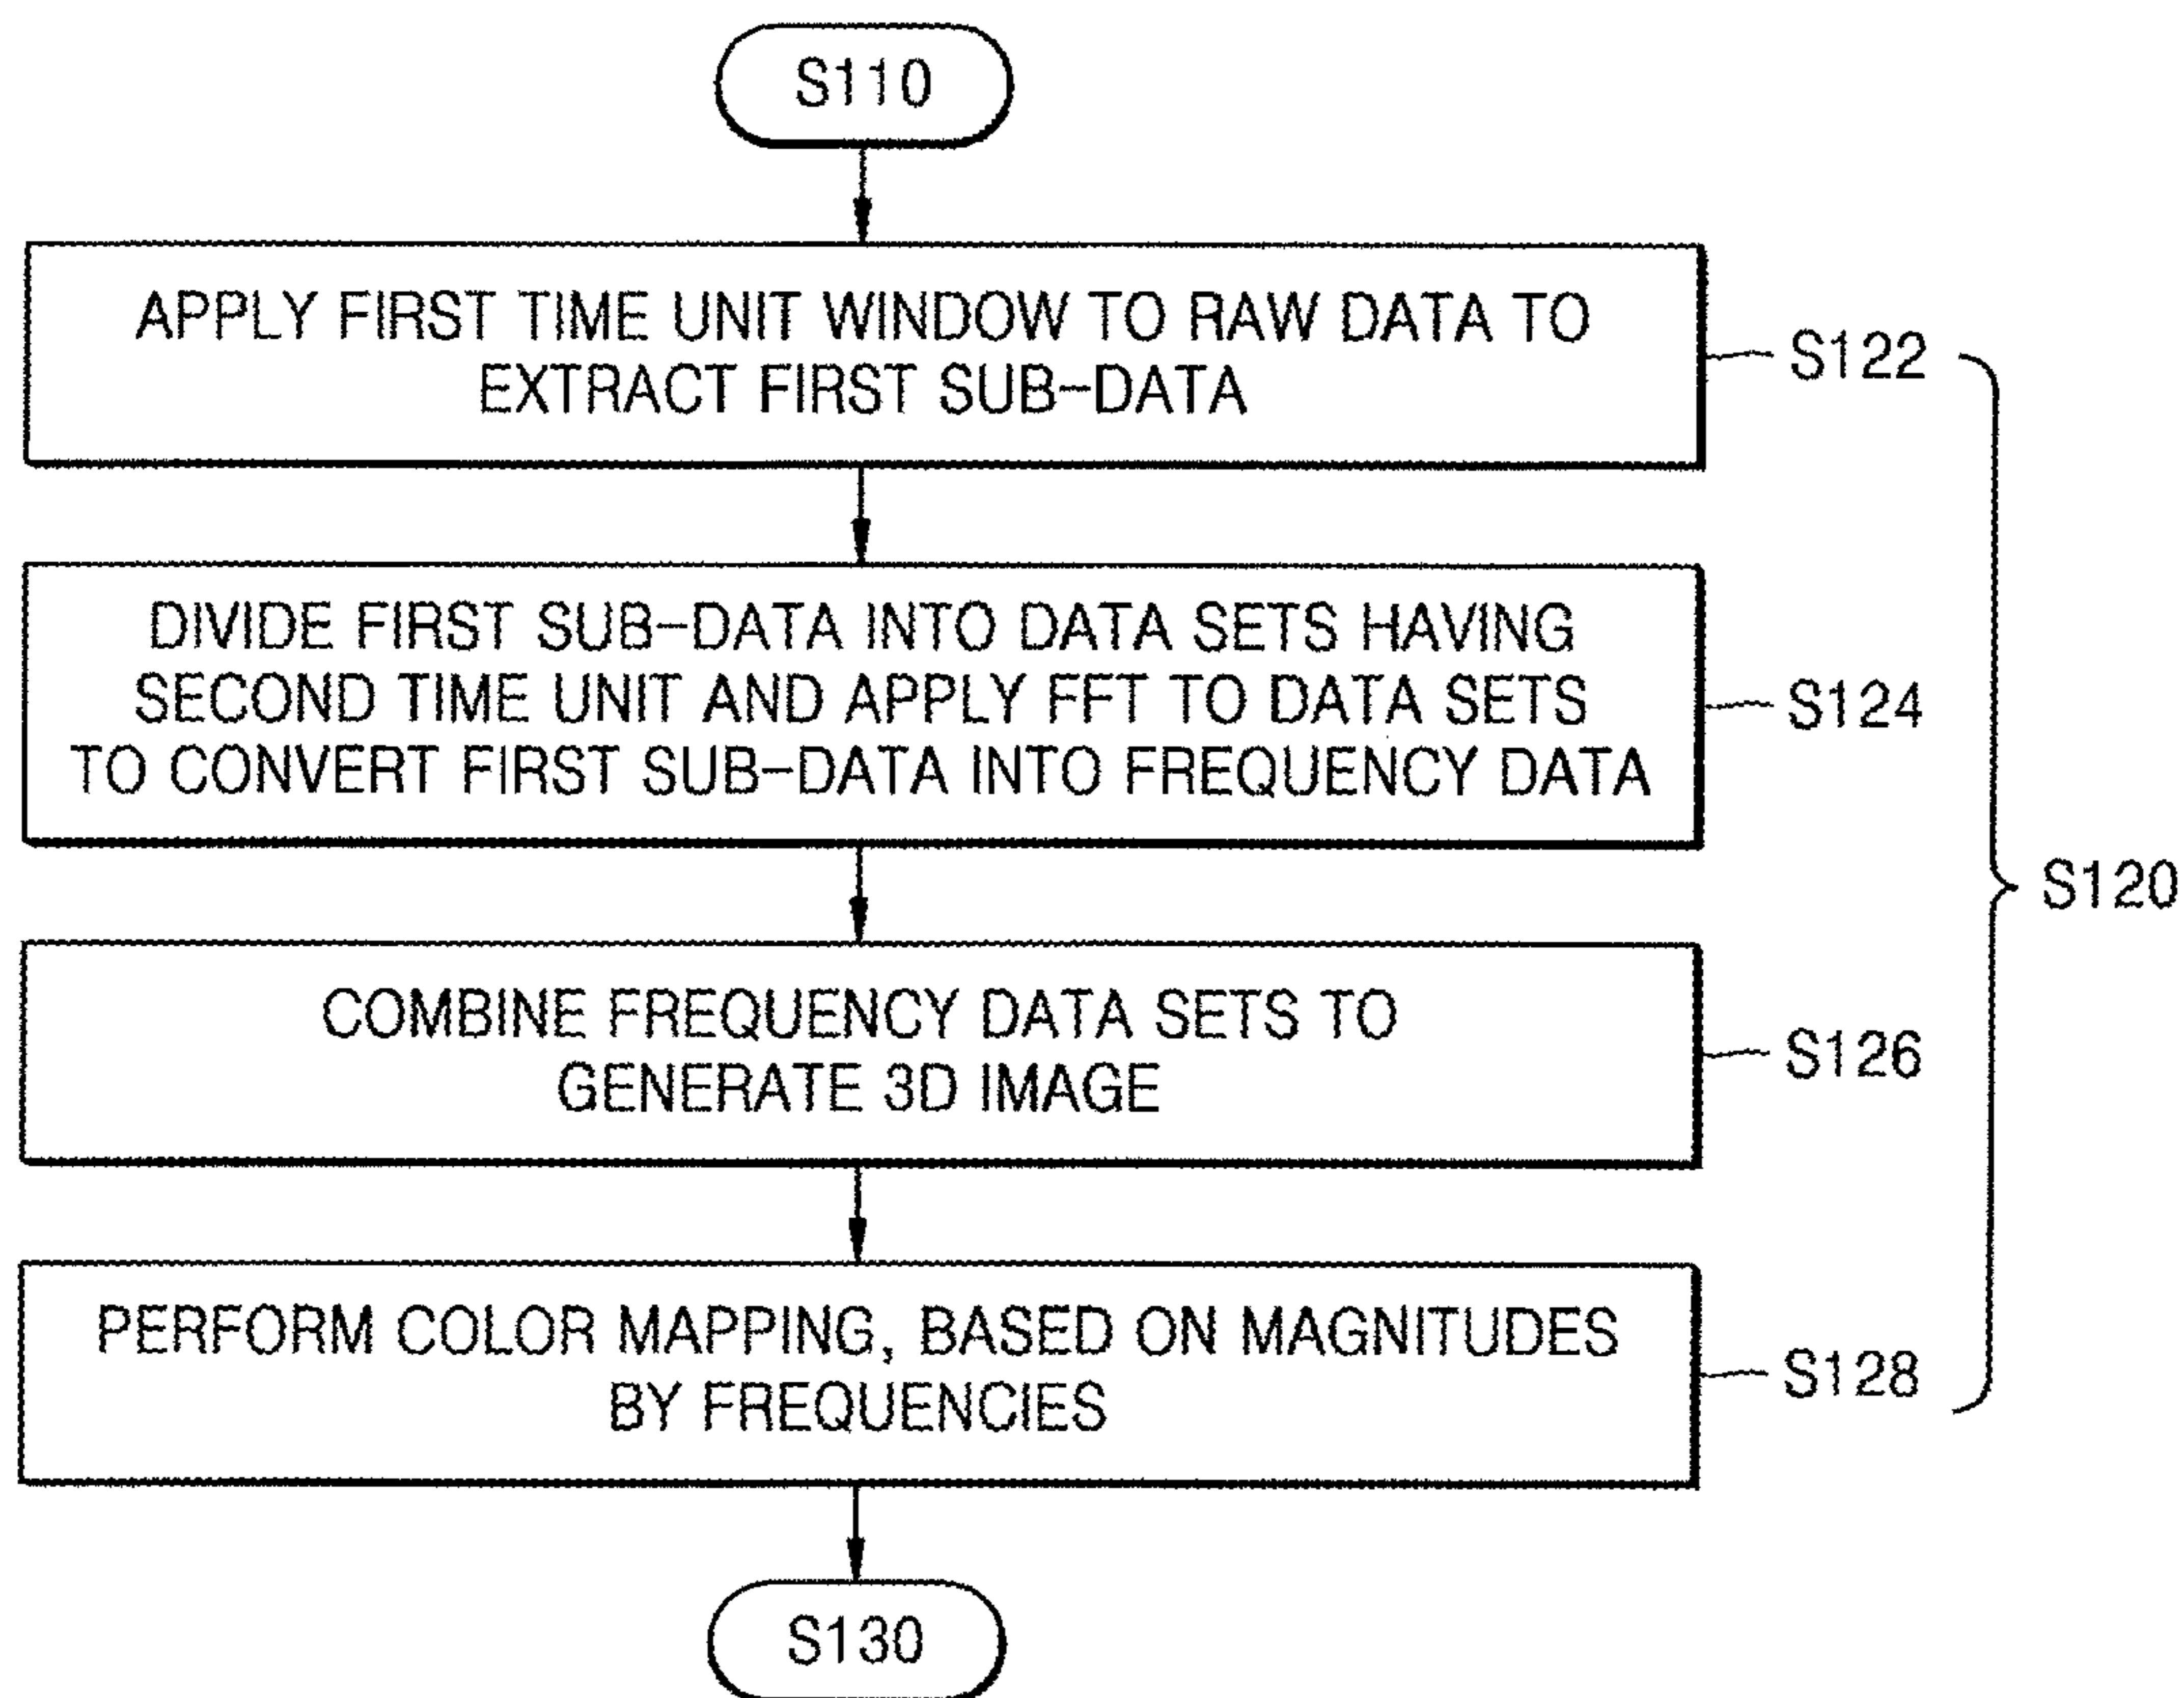 S110
APPLY FIRST TIME UNIT WINDOW TO RAW DATA TO
EXTRACT FIRST SUB-DATA
S122
DIVIDE FIRST SUB-DATA INTO DATA SETS HAVING
SECOND TIME UNIT AND APPLY FFT TO DATA SETS
TO CONVERT FIRST SUB-DATA INTO FREQUENCY DATA
S124
S120
COMBINE FREQUENCY DATA SETS TO
GENERATE 3D IMAGE
S126
PERFORM COLOR MAPPING, BASED ON MAGNITUDES
BY FREQUENCIES
S128
S130